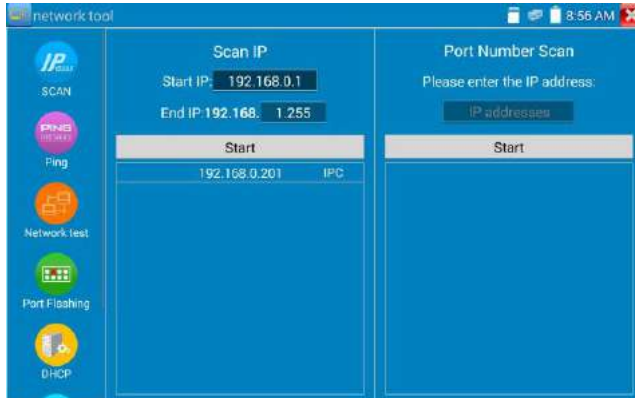 network tool
8:56 AM
IP
SCAN
PING
Ping
Network test
Port Flashing
DHCP
Scan IP
Start IP: 192.168.0.1
End IP:192.168. 1.255
Start
192.168.0.201 IPC
Port Number Scan
Please enter the IP address:
IP addresses
Start